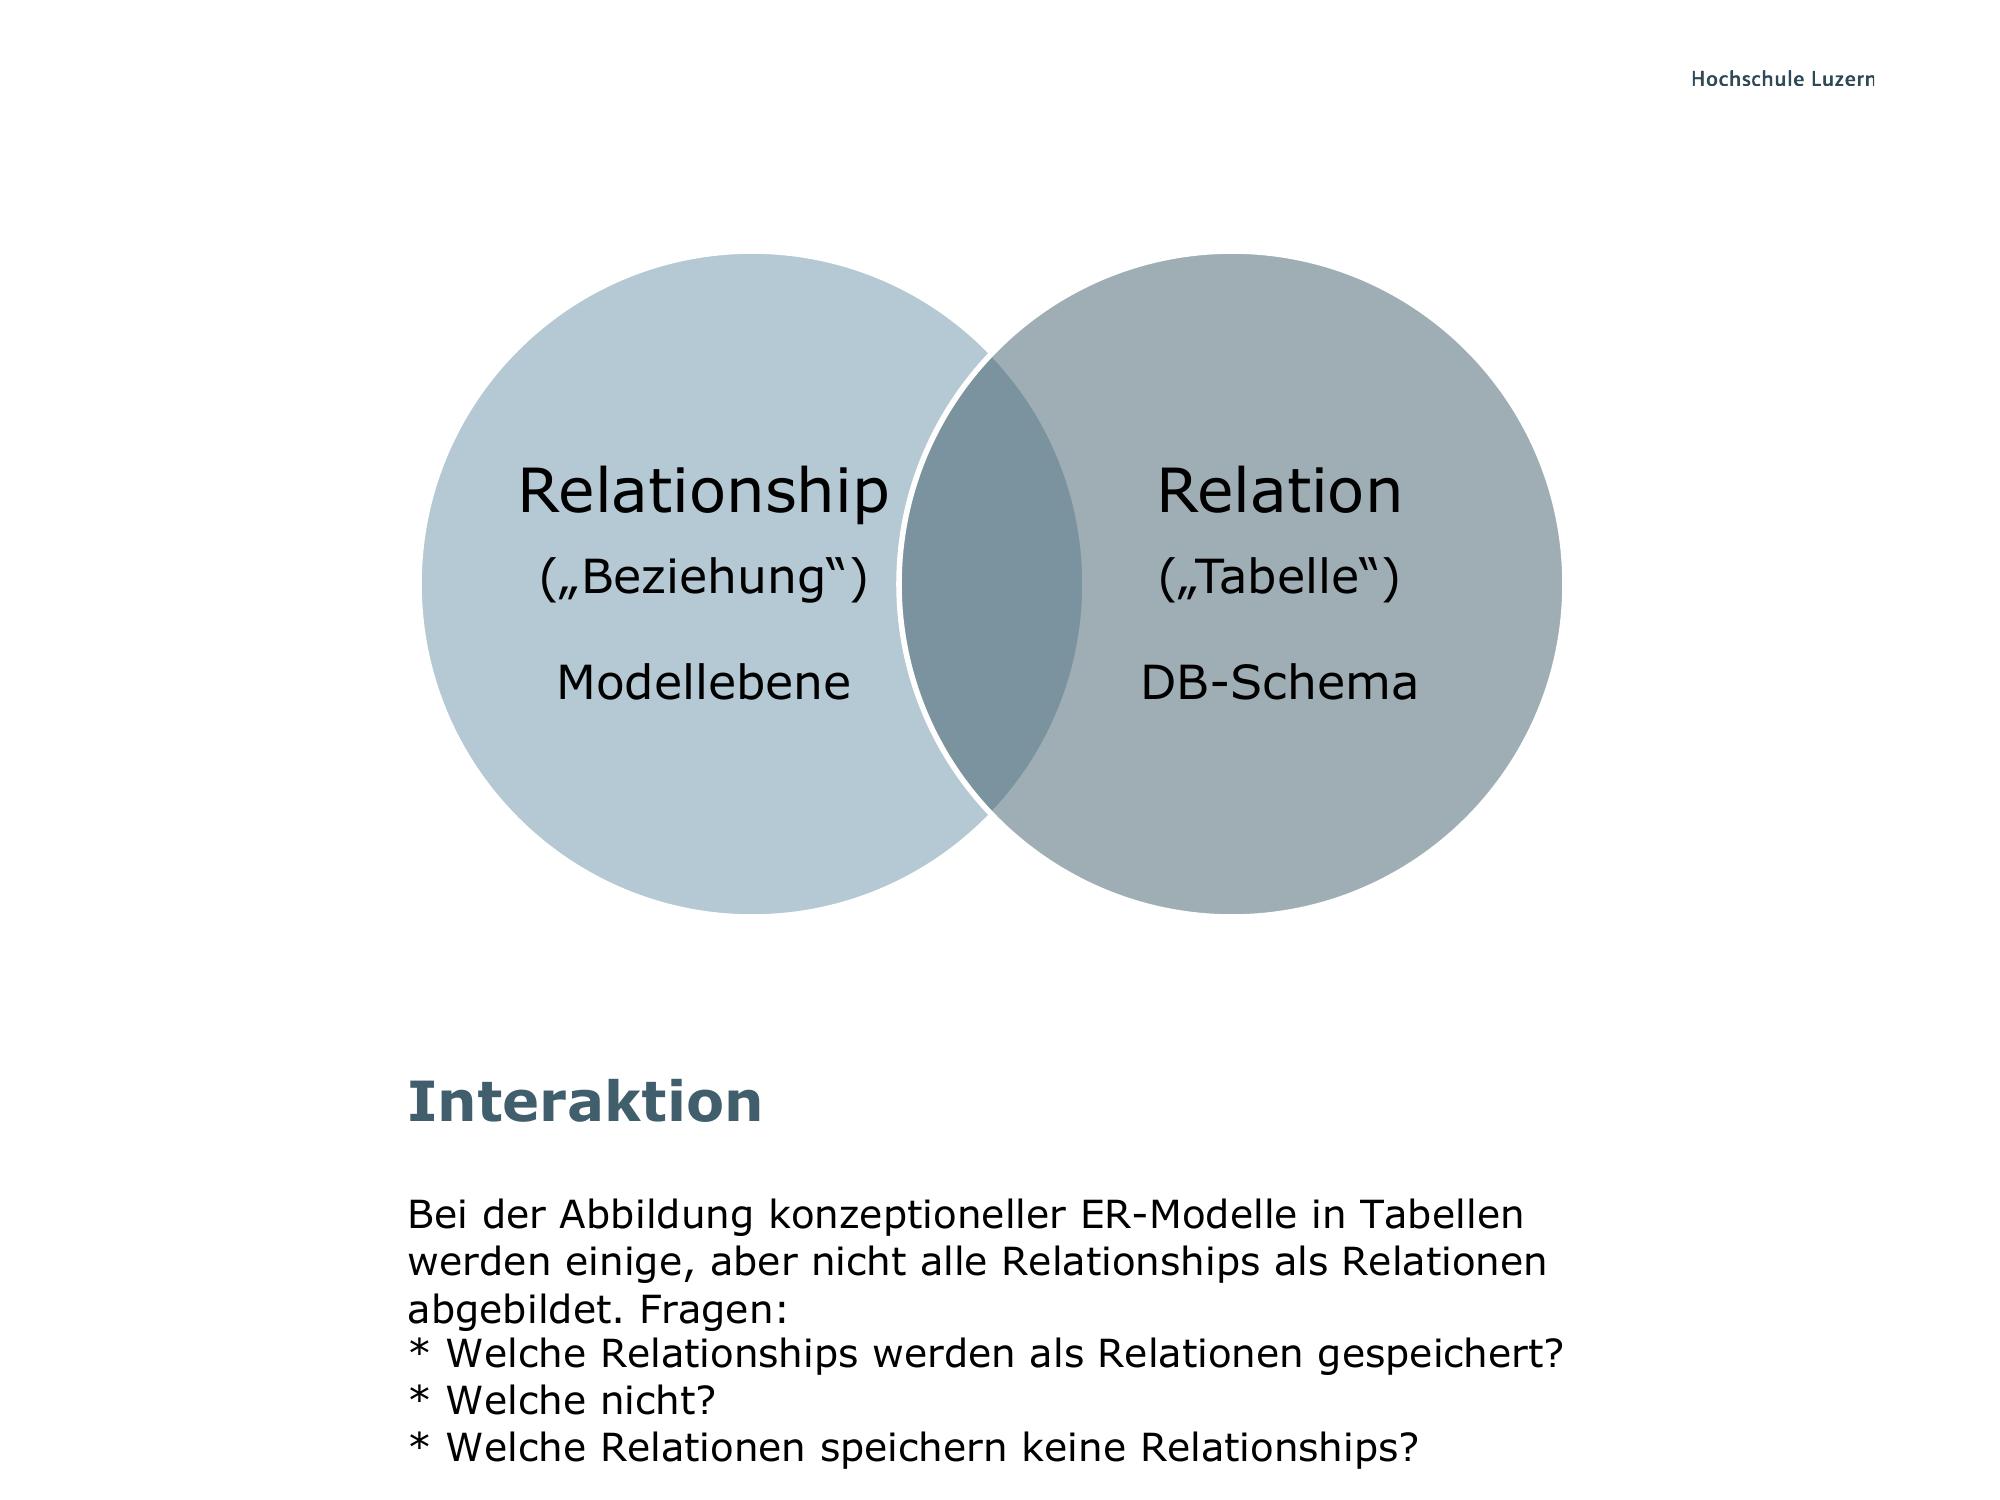 Hochschule Luzern
Relationship
(„Beziehung“)
Modellebene
Relation
(„Tabelle“)
DB-Schema
Interaktion
Bei der Abbildung konzeptioneller ER-Modelle in Tabellen
werden einige, aber nicht alle Relationships als Relationen
abgebildet. Fragen:
* Welche Relationships werden als Relationen gespeichert?
* Welche nicht?
* Welche Relationen speichern keine Relationships?